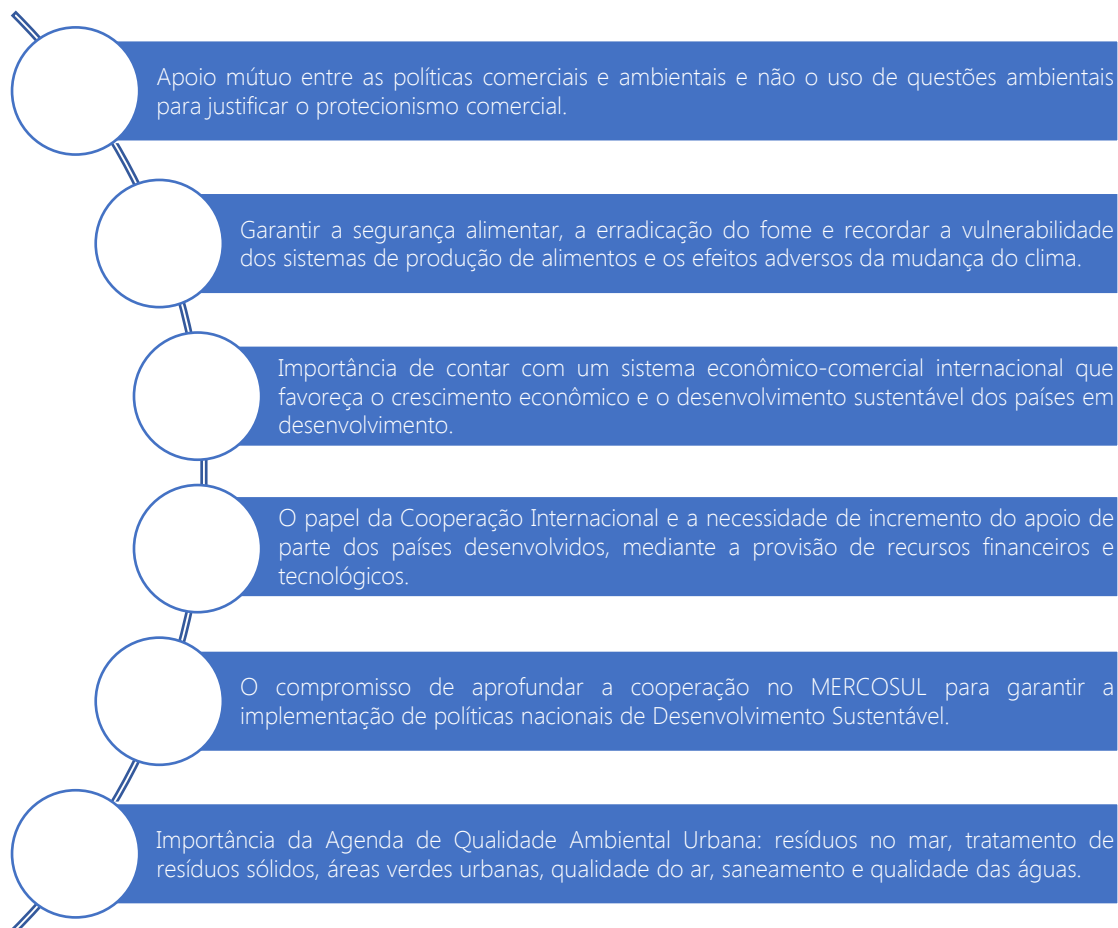 Apoio mútuo entre as políticas comerciais e ambientais e não o uso de questões ambientais
para justificar o protecionismo comercial.
Garantir a segurança alimentar, a erradicação do fome e recordar a vulnerabilidade
dos sistemas de produção de alimentos e os efeitos adversos da mudança do clima.
Importância de contar com um sistema econômico-comercial internacional que
favoreça o crescimento econômico e o desenvolvimento sustentável dos países em
desenvolvimento.
O papel da Cooperação Internacional e a necessidade de incremento do apoio de
parte dos países desenvolvidos, mediante a provisão de recursos financeiros e
tecnológicos.
O compromisso de aprofundar a cooperação no MERCOSUL para garantir a
implementação de políticas nacionais de Desenvolvimento Sustentável.
Importância da Agenda de Qualidade Ambiental Urbana: resíduos no mar, tratamento de
resíduos sólidos, áreas verdes urbanas, qualidade do ar, saneamento e qualidade das águas.